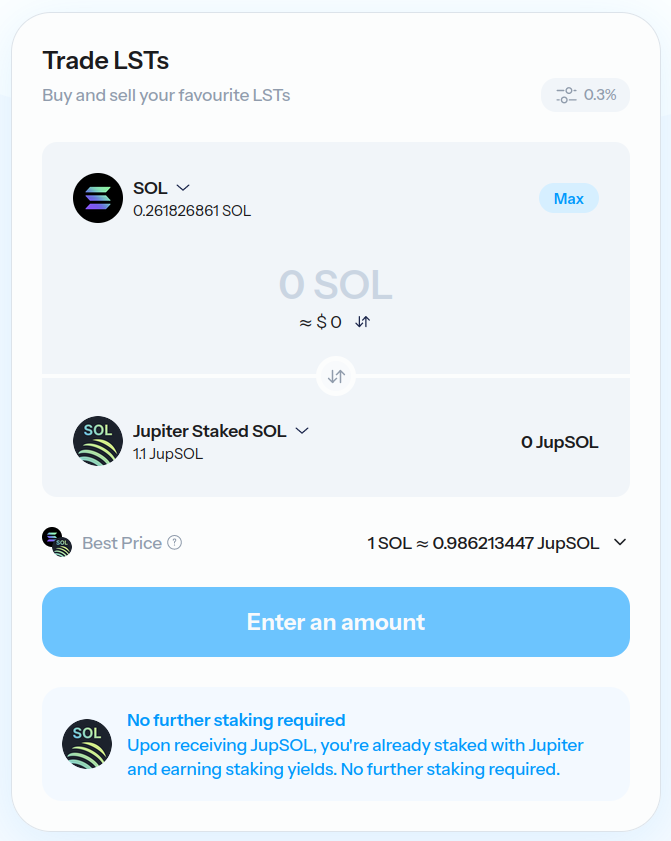 Trade LSTs
Buy and sell your favourite LSTs
0.3%
SOL
0.261826861 SOL
Max
0 SOL
≈ $ 0
SOL
Jupiter Staked SOL
1.1 JupSOL
0 JupSOL
SOL
Best Price ?
1 SOL ≈ 0.986213447 JupSOL
Enter an amount
SOL
No further staking required
Upon receiving JupSOL, you're already staked with Jupiter
and earning staking yields. No further staking required.